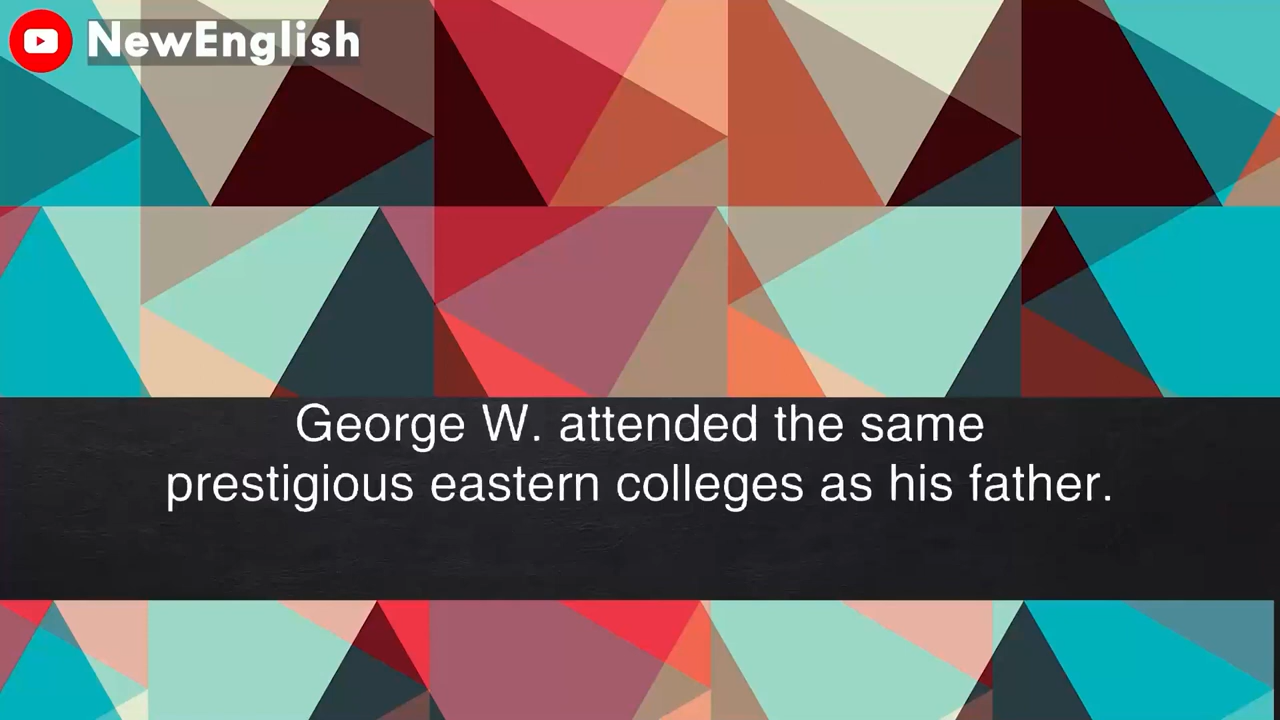 NewEnglish
George W. attended the same
prestigious eastern colleges as his father.